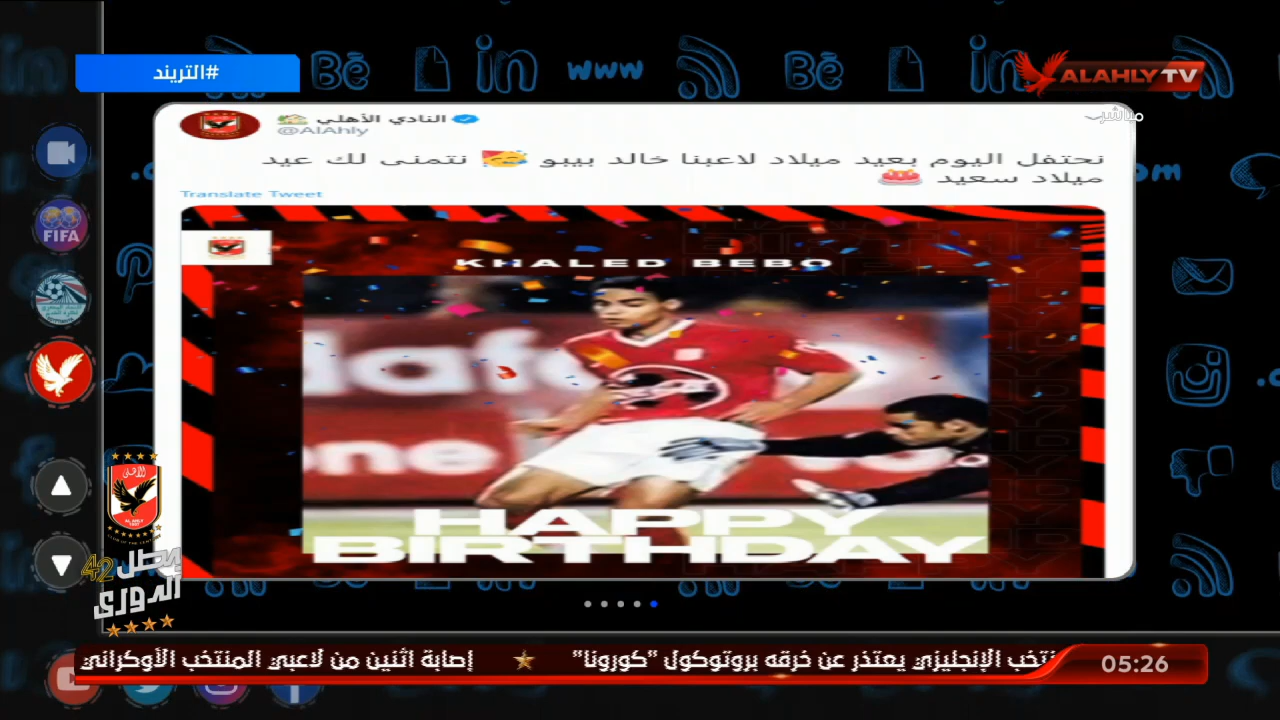 #التريند
ALAHLY TV
مباشر
النادي الأهلي
@AlAhly
نحتفل اليوم بعيد ميلاد لاعبنا خالد بيبو 🥳 نتمنى لك عيد
ميلاد سعيد 🎂
Translate Tweet
KHALED BEBO
HAPPY
BIRTHDAY
FIFA
بطل
الدوري
42
نتخب الإنجليزي يعتذر عن خرقه بروتوكول "كورونا"
إصابة اثنين من لاعبي المنتخب الأوكراني
05:26